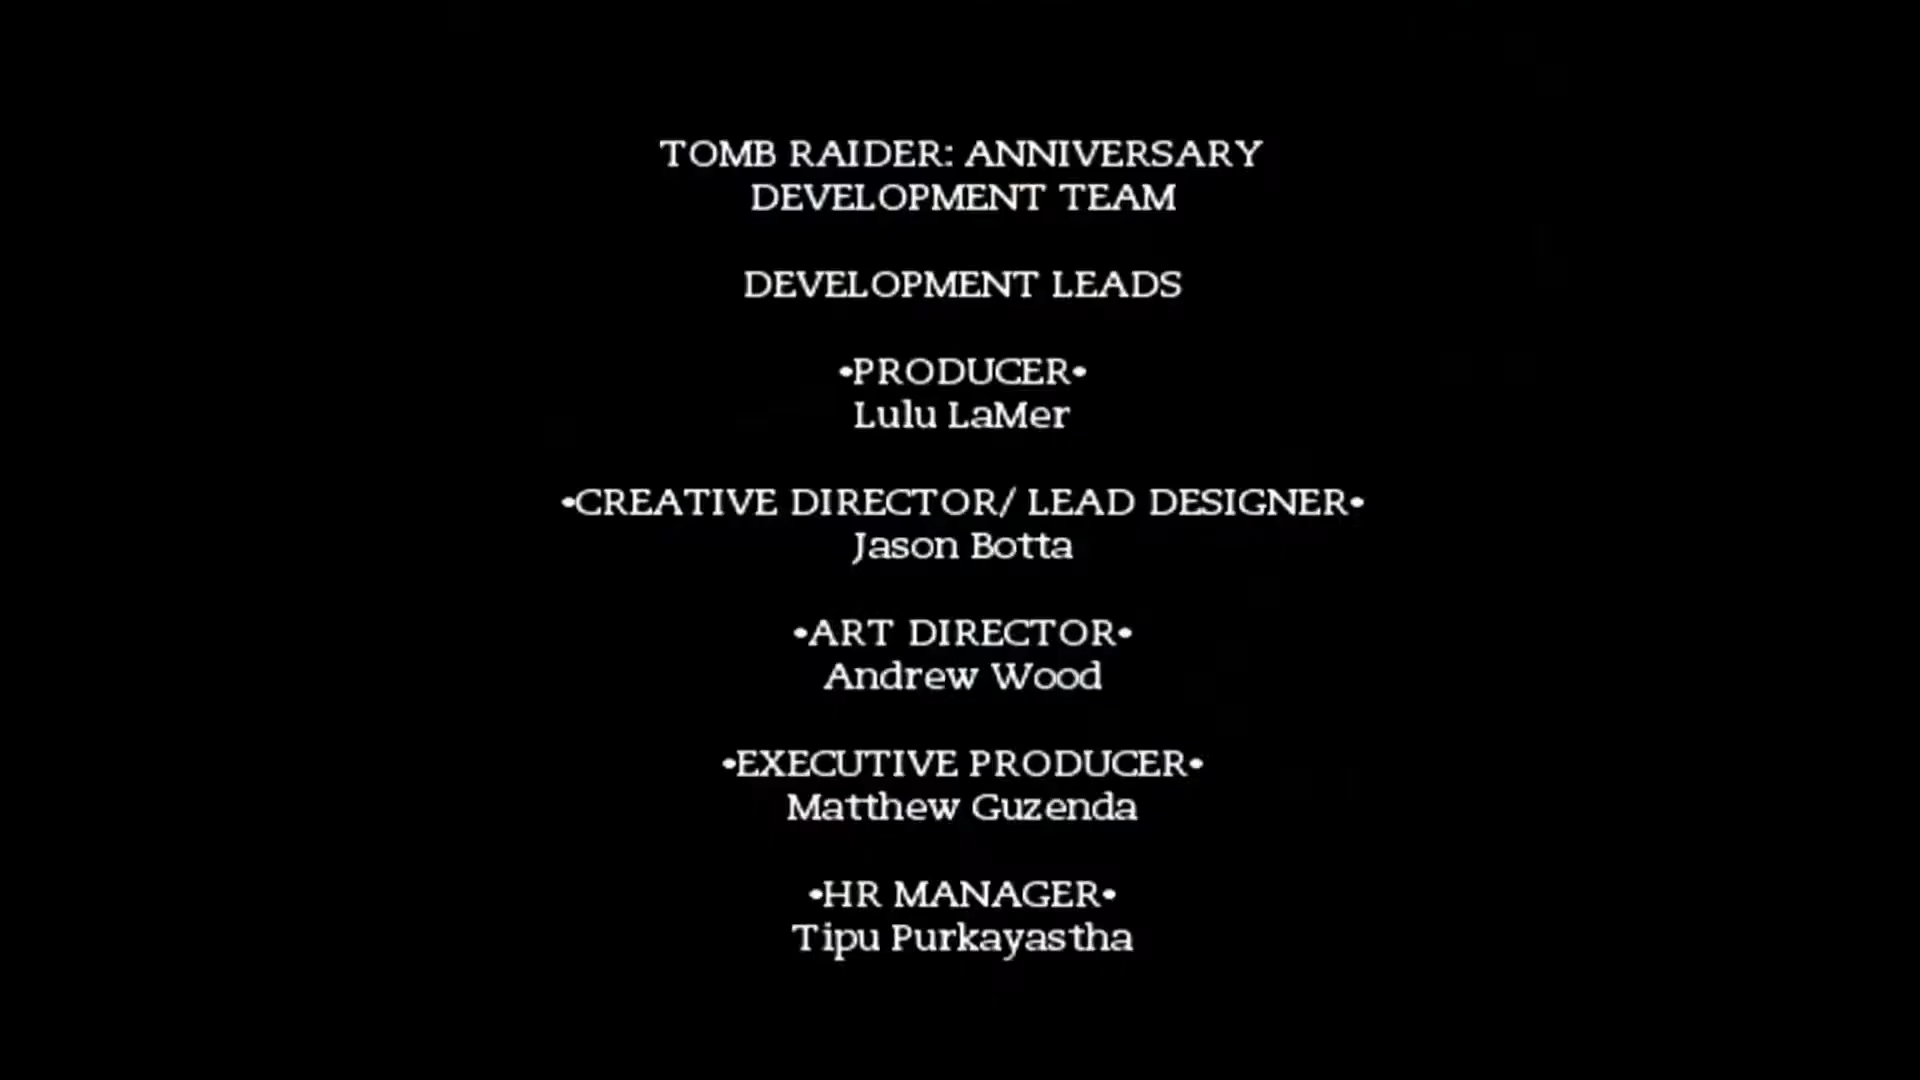 TOMB RAIDER: ANNIVERSARY
DEVELOPMENT TEAM
DEVELOPMENT LEADS
•PRODUCER•
Lulu LaMer
•CREATIVE DIRECTOR/ LEAD DESIGNER•
Jason Botta
•ART DIRECTOR•
Andrew Wood
•EXECUTIVE PRODUCER•
Matthew Guzenda
•HR MANAGER•
Tipu Purkayastha